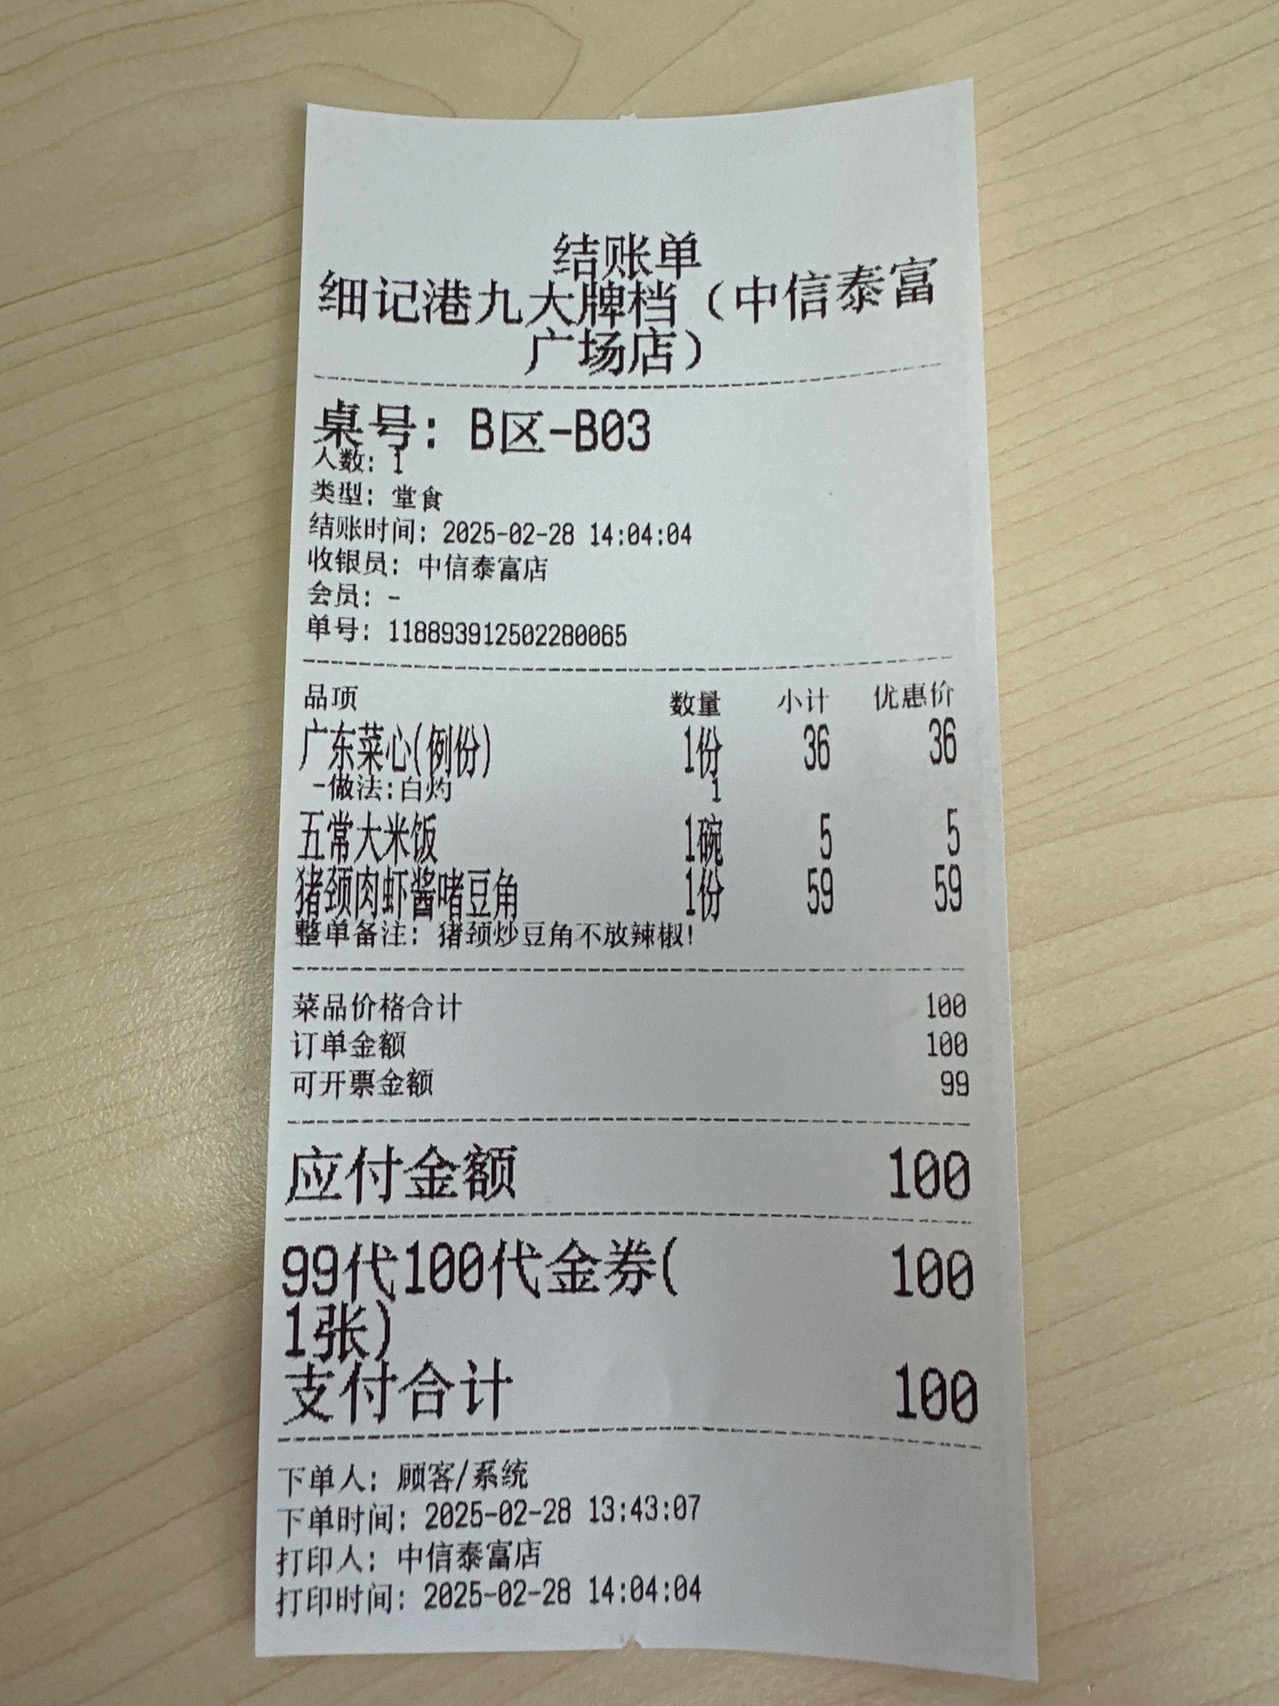 结账单
细记港九大牌档（中信泰富
广场店）
桌号: B区-B03
人数: 1
类型: 堂食
结账时间: 2025-02-28 14:04:04
收银员: 中信泰富店
会员: -
单号: 118893912502280065
品项 数量 小计 优惠价
广东菜心(例份) 1份 36 36
-做法:白灼 1
五常大米饭 1碗 5 5
猪颈肉虾酱啫豆角 1份 59 59
整单备注: 猪颈炒豆角不放辣椒!
菜品价格合计 100
订单金额 100
可开票金额 99
应付金额 100
99代100代金券( 100
1张)
支付合计 100
下单人: 顾客/系统
下单时间: 2025-02-28 13:43:07
打印人: 中信泰富店
打印时间: 2025-02-28 14:04:04